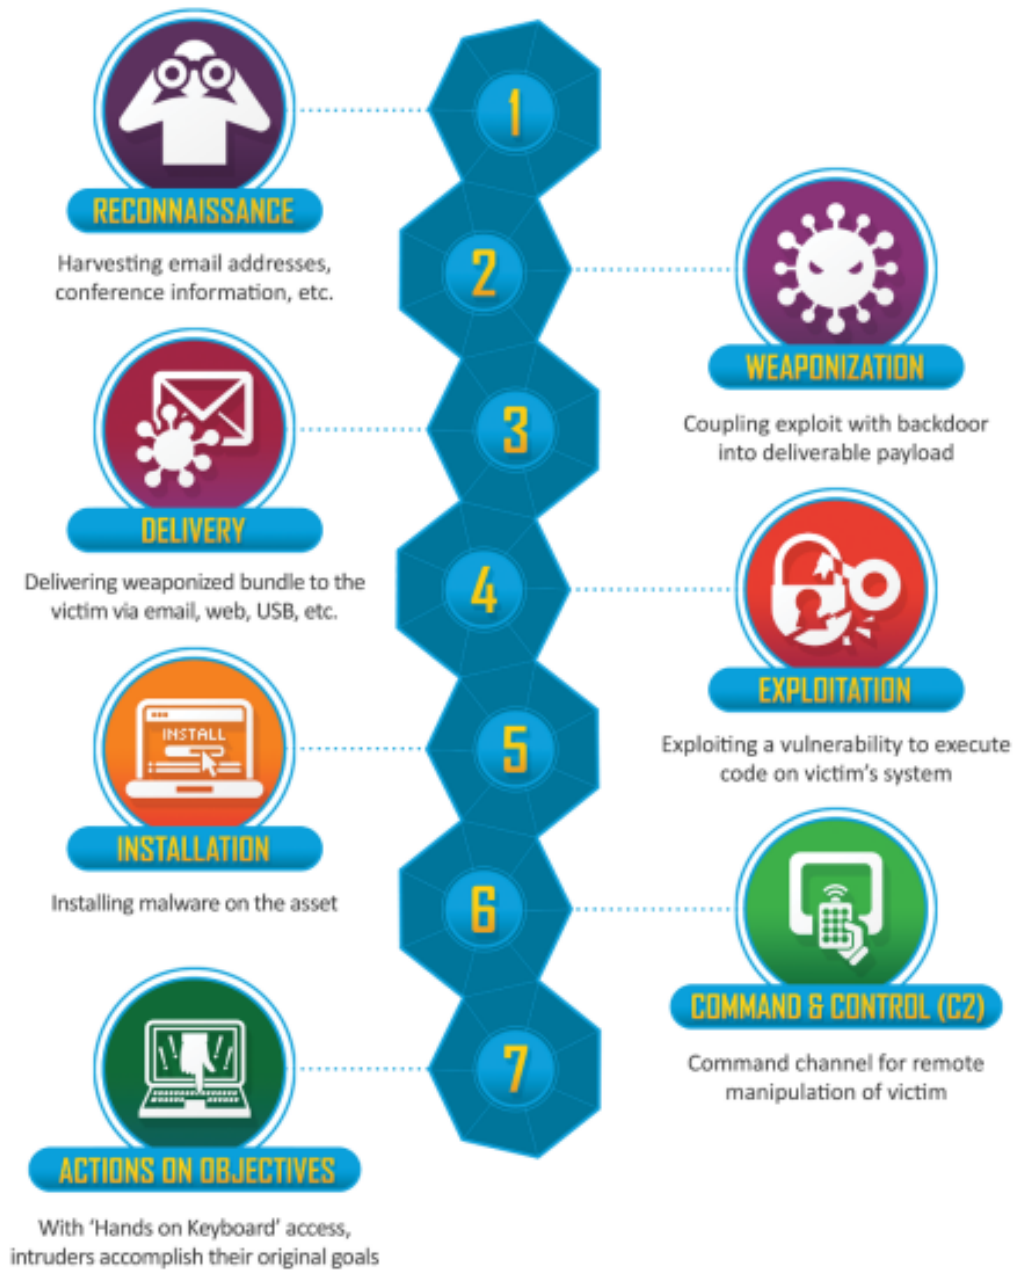 1
RECONNAISSANCE
Harvesting email addresses,
conference information, etc.
2
WEAPONIZATION
Coupling exploit with backdoor
into deliverable payload
3
DELIVERY
Delivering weaponized bundle to the
victim via email, web, USB, etc.
4
EXPLOITATION
Exploiting a vulnerability to execute
code on victim's system
5
INSTALL
INSTALLATION
Installing malware on the asset
6
COMMAND & CONTROL (C2)
Command channel for remote
manipulation of victim
7
ACTIONS ON OBJECTIVES
With 'Hands on Keyboard' access,
intruders accomplish their original goals